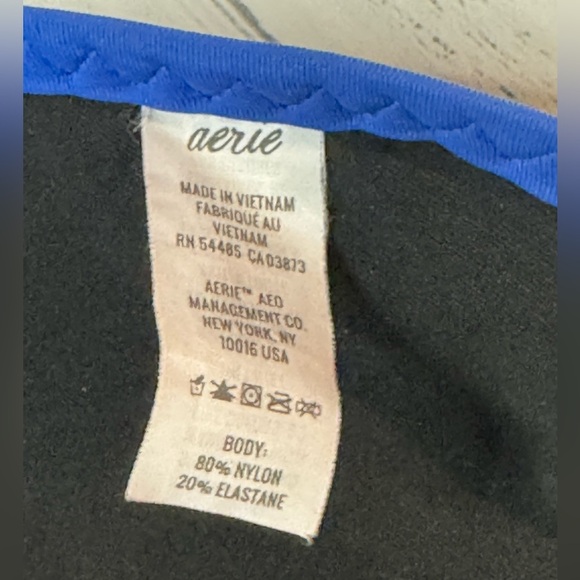 aerie
MADE IN VIETNAM
FABRIQUÉ AU
VIETNAM
RN 54485 CA03873
AERIE™ AEO
MANAGEMENT CO.
NEW YORK, NY
10016 USA
BODY:
80% NYLON
20% ELASTANE